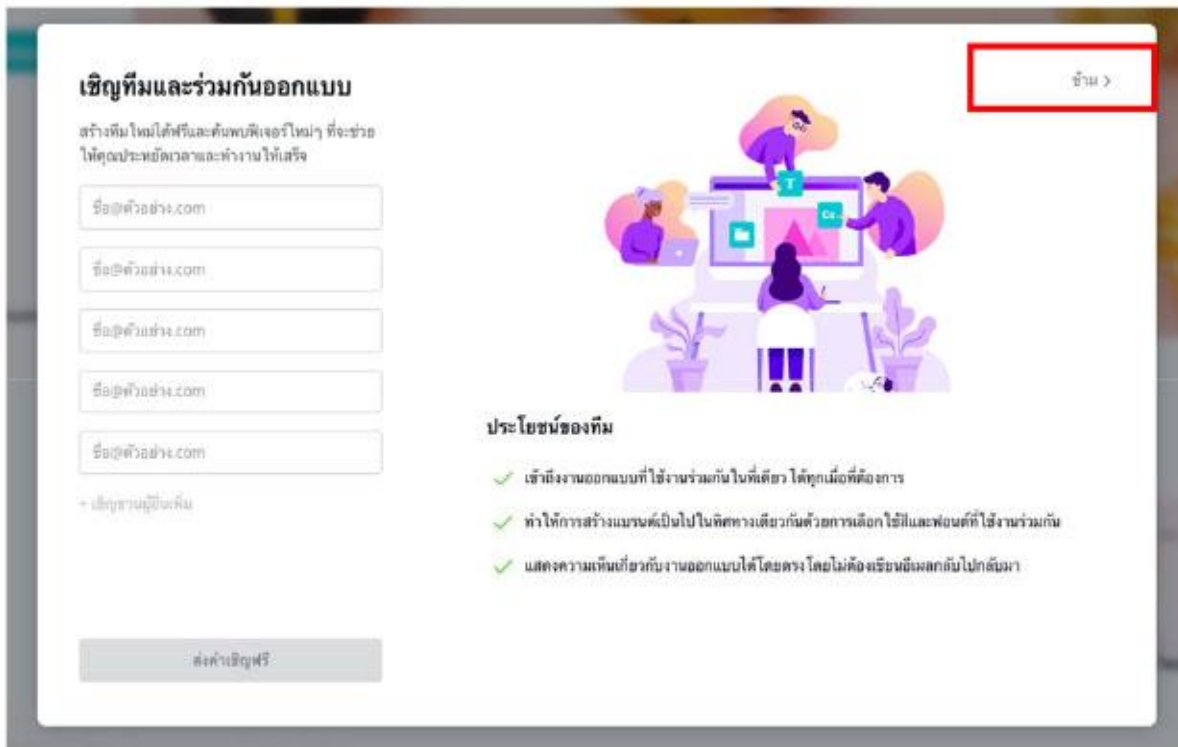 เชิญทีมและร่วมกันออกแบบ
ข้าม >
สร้างทีมใหม่ได้ฟรีและค้นพบฟีเจอร์ใหม่ๆ ที่จะช่วย
ให้คุณประหยัดเวลาและทำงานให้เสร็จ
ชื่อ@ตัวอย่าง.com
ชื่อ@ตัวอย่าง.com
ชื่อ@ตัวอย่าง.com
ชื่อ@ตัวอย่าง.com
ชื่อ@ตัวอย่าง.com
+ เชิญชวนผู้อื่นเพิ่ม
ส่งคำเชิญฟรี
T
Co
ประโยชน์ของทีม
เข้าถึงงานออกแบบที่ใช้งานร่วมกันในที่เดียว ได้ทุกเมื่อที่ต้องการ
ทำให้การสร้างแบรนด์เป็นไปในทิศทางเดียวกันด้วยการเลือกใช้สีและฟอนต์ที่ใช้งานร่วมกัน
แสดงความเห็นเกี่ยวกับงานออกแบบได้โดยตรง โดยไม่ต้องเขียนอีเมลกลับไปกลับมา